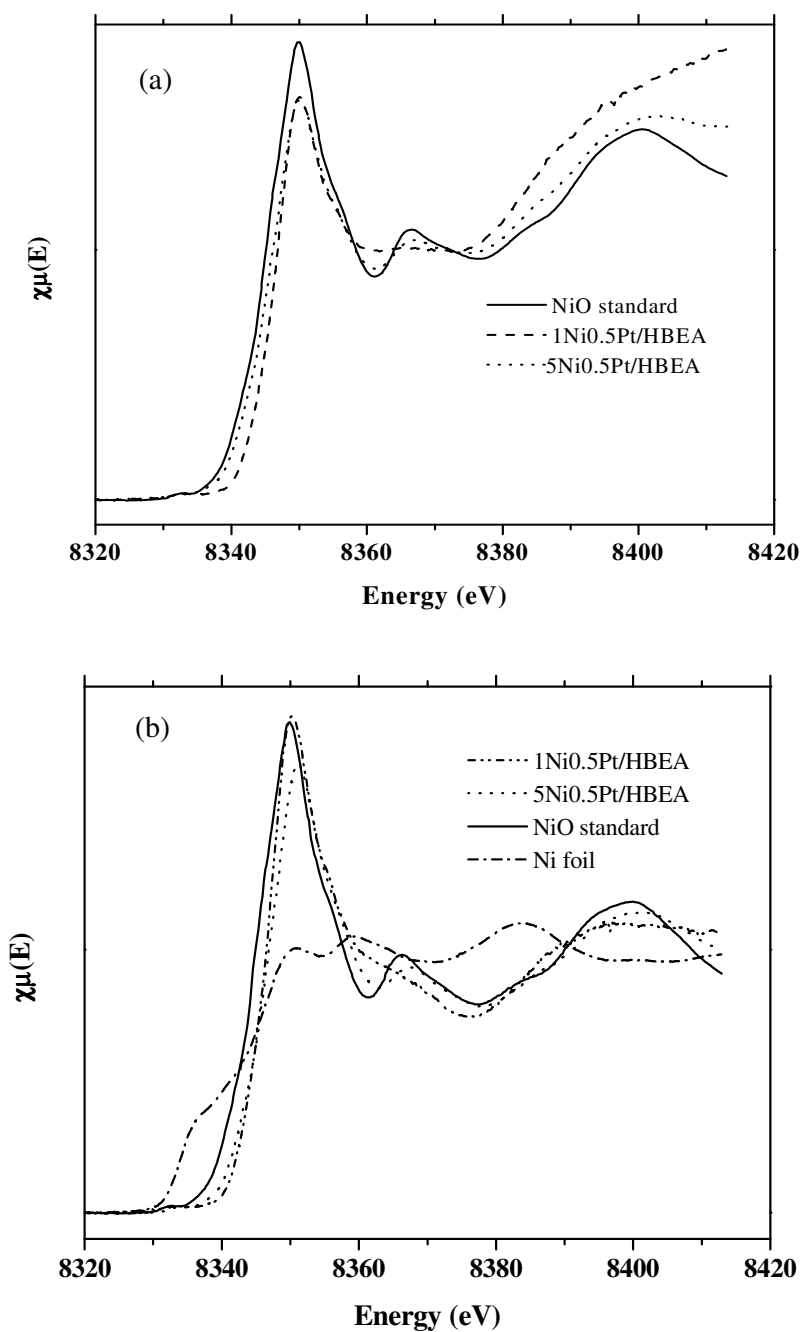 (a)
χμ(E)
NiO standard
1Ni0.5Pt/HBEA
5Ni0.5Pt/HBEA
8320 8340 8360 8380 8400 8420
Energy (eV)
(b)
χμ(E)
1Ni0.5Pt/HBEA
5Ni0.5Pt/HBEA
NiO standard
Ni foil
8320 8340 8360 8380 8400 8420
Energy (eV)